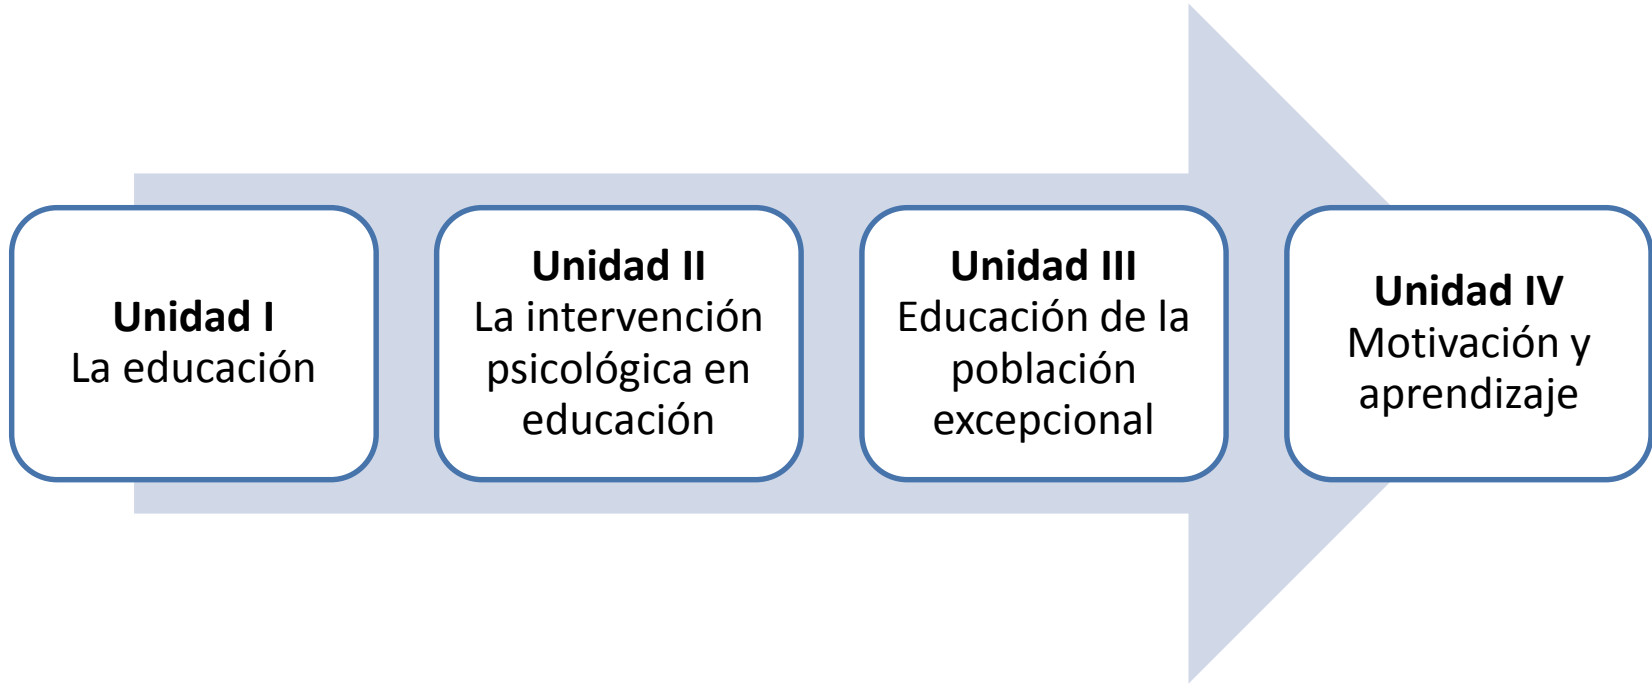 Unidad I
La educación
Unidad II
La intervención
psicológica en
educación
Unidad III
Educación de la
población
excepcional
Unidad IV
Motivación y
aprendizaje